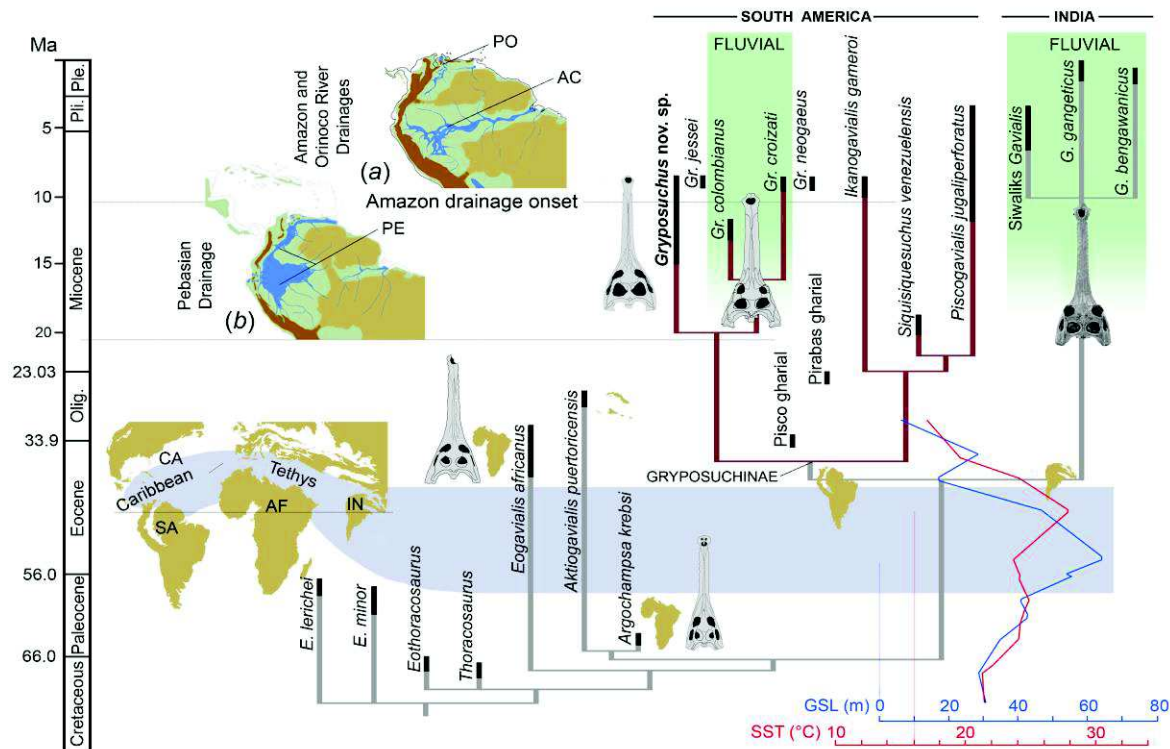 SOUTH AMERICA
INDIA
FLUVIAL
FLUVIAL
Ma
Ple.
Pli.
5
10
Miocene
15
20
23.03
Olig.
33.9
Eocene
56.0
Paleocene
66.0
Cretaceous
PO
AC
Amazon and
Orinoco River
Drainages
(a)
Amazon drainage onset
PE
Pebasian
Drainage
(b)
Gryposuchus nov. sp.
Gr. jessei
Gr. colombianus
Gr. croizati
Gr. neogaeus
Ikanogavialis gameroi
Siquisiquesuchus venezuelensis
Piscogavialis jugaliperforatus
Siwaliks Gavialis
G. gangeticus
G. bengawanicus
Pisco gharial
Pirabas gharial
GRYPOSUCHINAE
CA
Caribbean
Tethys
SA
AF
IN
E. lerichei
E. minor
Eothoracosaurus
Thoracosaurus
Eogavialis africanus
Aktiogavialis puertoricensis
Argochampsa krebsi
GSL (m) 0 20 40 60 80
SST (°C) 10 20 30